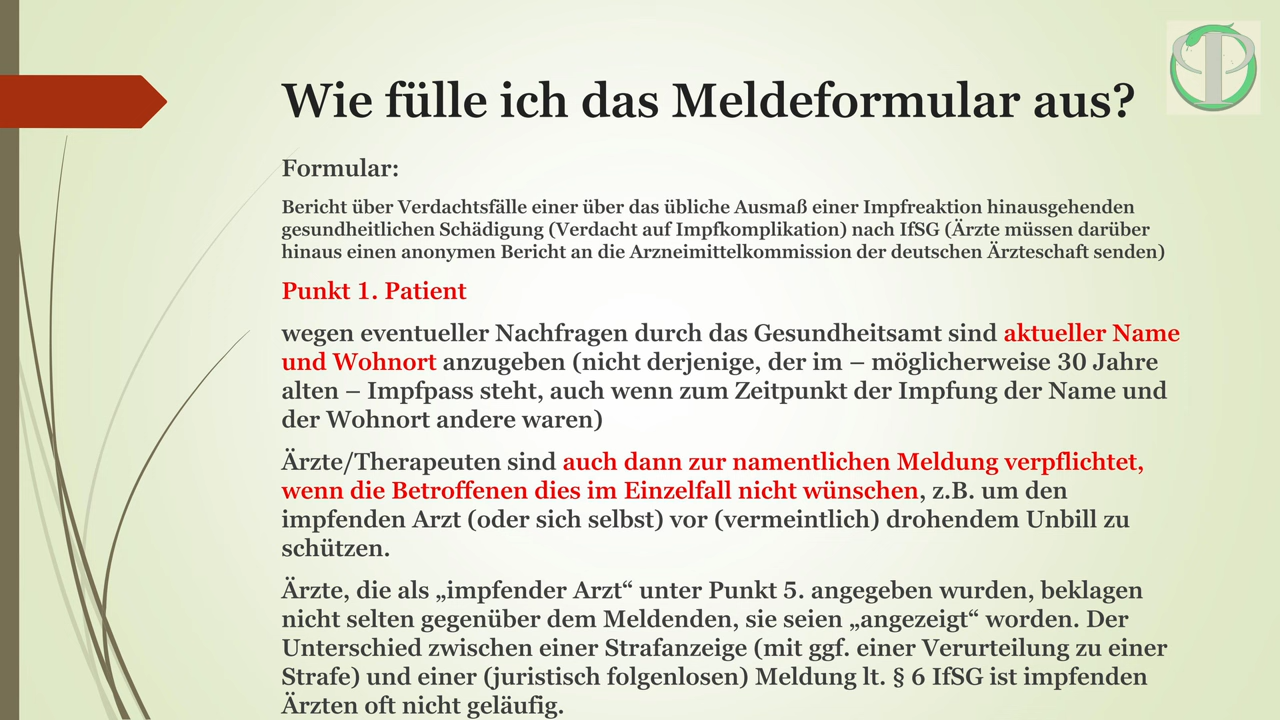 Wie fülle ich das Meldeformular aus?
Formular:
Bericht über Verdachtsfälle einer über das übliche Ausmaß einer Impfreaktion hinausgehenden
gesundheitlichen Schädigung (Verdacht auf Impfkomplikation) nach IfSG (Ärzte müssen darüber
hinaus einen anonymen Bericht an die Arzneimittelkommission der deutschen Ärzteschaft senden)
Punkt 1. Patient
wegen eventueller Nachfragen durch das Gesundheitsamt sind aktueller Name
und Wohnort anzugeben (nicht derjenige, der im – möglicherweise 30 Jahre
alten – Impfpass steht, auch wenn zum Zeitpunkt der Impfung der Name und
der Wohnort andere waren)
Ärzte/Therapeuten sind auch dann zur namentlichen Meldung verpflichtet,
wenn die Betroffenen dies im Einzelfall nicht wünschen, z.B. um den
impfenden Arzt (oder sich selbst) vor (vermeintlich) drohendem Unbill zu
schützen.
Ärzte, die als „impfender Arzt“ unter Punkt 5. angegeben wurden, beklagen
nicht selten gegenüber dem Meldenden, sie seien „angezeigt“ worden. Der
Unterschied zwischen einer Strafanzeige (mit ggf. einer Verurteilung zu einer
Strafe) und einer (juristisch folgenlosen) Meldung lt. § 6 IfSG ist impfenden
Ärzten oft nicht geläufig.